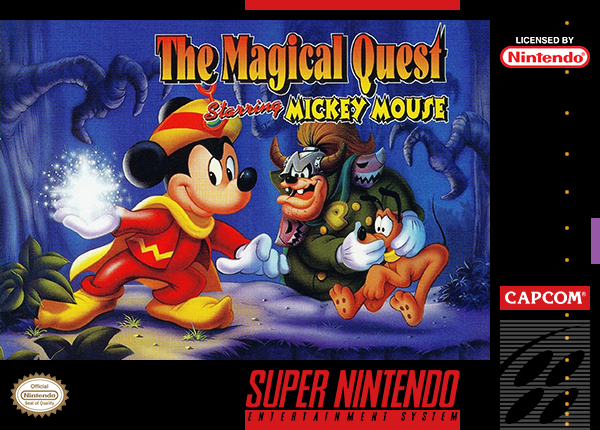 The Magical Quest
Starring MICKEY MOUSE
LICENSED BY
Nintendo®
CAPCOM®
Official
Nintendo
Seal of Quality
SUPER NINTENDO
ENTERTAINMENT SYSTEM